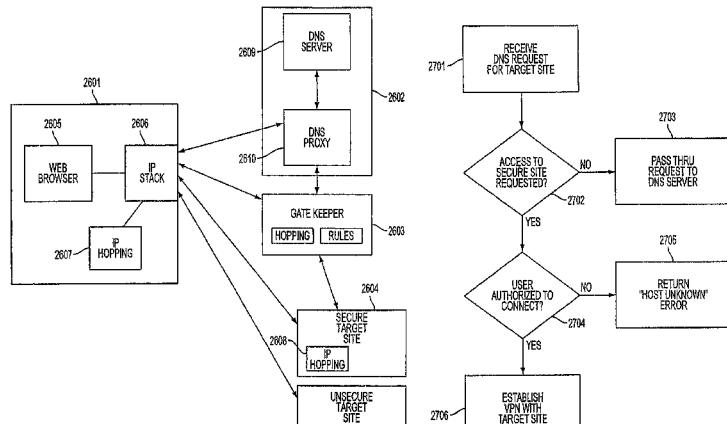 2601
2605
2606
WEB
BROWSER
IP
STACK
2607
IP
HOPPING
2609
DNS
SERVER
2602
2610
DNS
PROXY
GATE KEEPER
HOPPING
RULES
2603
2604
SECURE
TARGET
SITE
2608
IP
HOPPING
UNSECURE
TARGET
SITE
2701
RECEIVE
DNS REQUEST
FOR TARGET SITE
2703
ACCESS TO
SECURE SITE
REQUESTED?
NO
PASS THRU
REQUEST TO
DNS SERVER
2702
YES
2705
USER
AUTHORIZED TO
CONNECT?
NO
RETURN
"HOST UNKNOWN"
ERROR
2704
YES
2706
ESTABLISH
VPN WITH
TARGET SITE